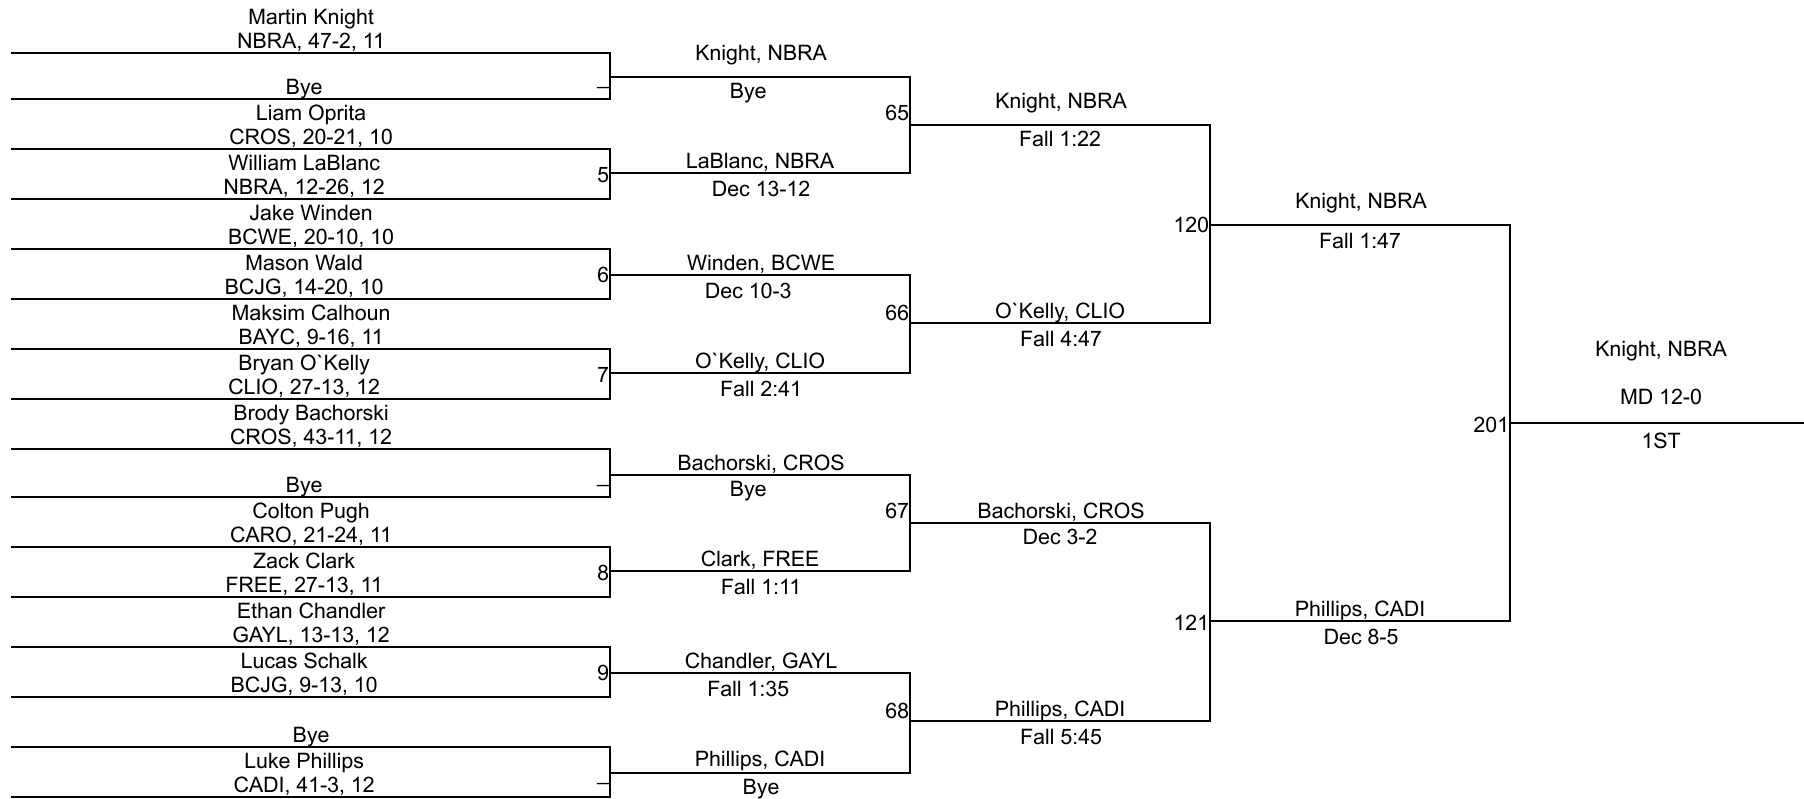 Martin Knight
NBRA, 47-2, 11
Bye
Liam Oprita
CROS, 20-21, 10
William LaBlanc
NBRA, 12-26, 12
Jake Winden
BCWE, 20-10, 10
Mason Wald
BCJG, 14-20, 10
Maksim Calhoun
BAYC, 9-16, 11
Bryan O`Kelly
CLIO, 27-13, 12
Brody Bachorski
CROS, 43-11, 12
Bye
Colton Pugh
CARO, 21-24, 11
Zack Clark
FREE, 27-13, 11
Ethan Chandler
GAYL, 13-13, 12
Lucas Schalk
BCJG, 9-13, 10
Bye
Luke Phillips
CADI, 41-3, 12
–
5
6
7
–
8
9
–
Knight, NBRA
Bye
LaBlanc, NBRA
Dec 13-12
Winden, BCWE
Dec 10-3
O`Kelly, CLIO
Fall 2:41
Bachorski, CROS
Bye
Clark, FREE
Fall 1:11
Chandler, GAYL
Fall 1:35
Phillips, CADI
Bye
65
66
67
68
Knight, NBRA
Fall 1:22
O`Kelly, CLIO
Fall 4:47
Bachorski, CROS
Dec 3-2
Phillips, CADI
Fall 5:45
120
121
Knight, NBRA
Fall 1:47
Phillips, CADI
Dec 8-5
201
Knight, NBRA
MD 12-0
1ST